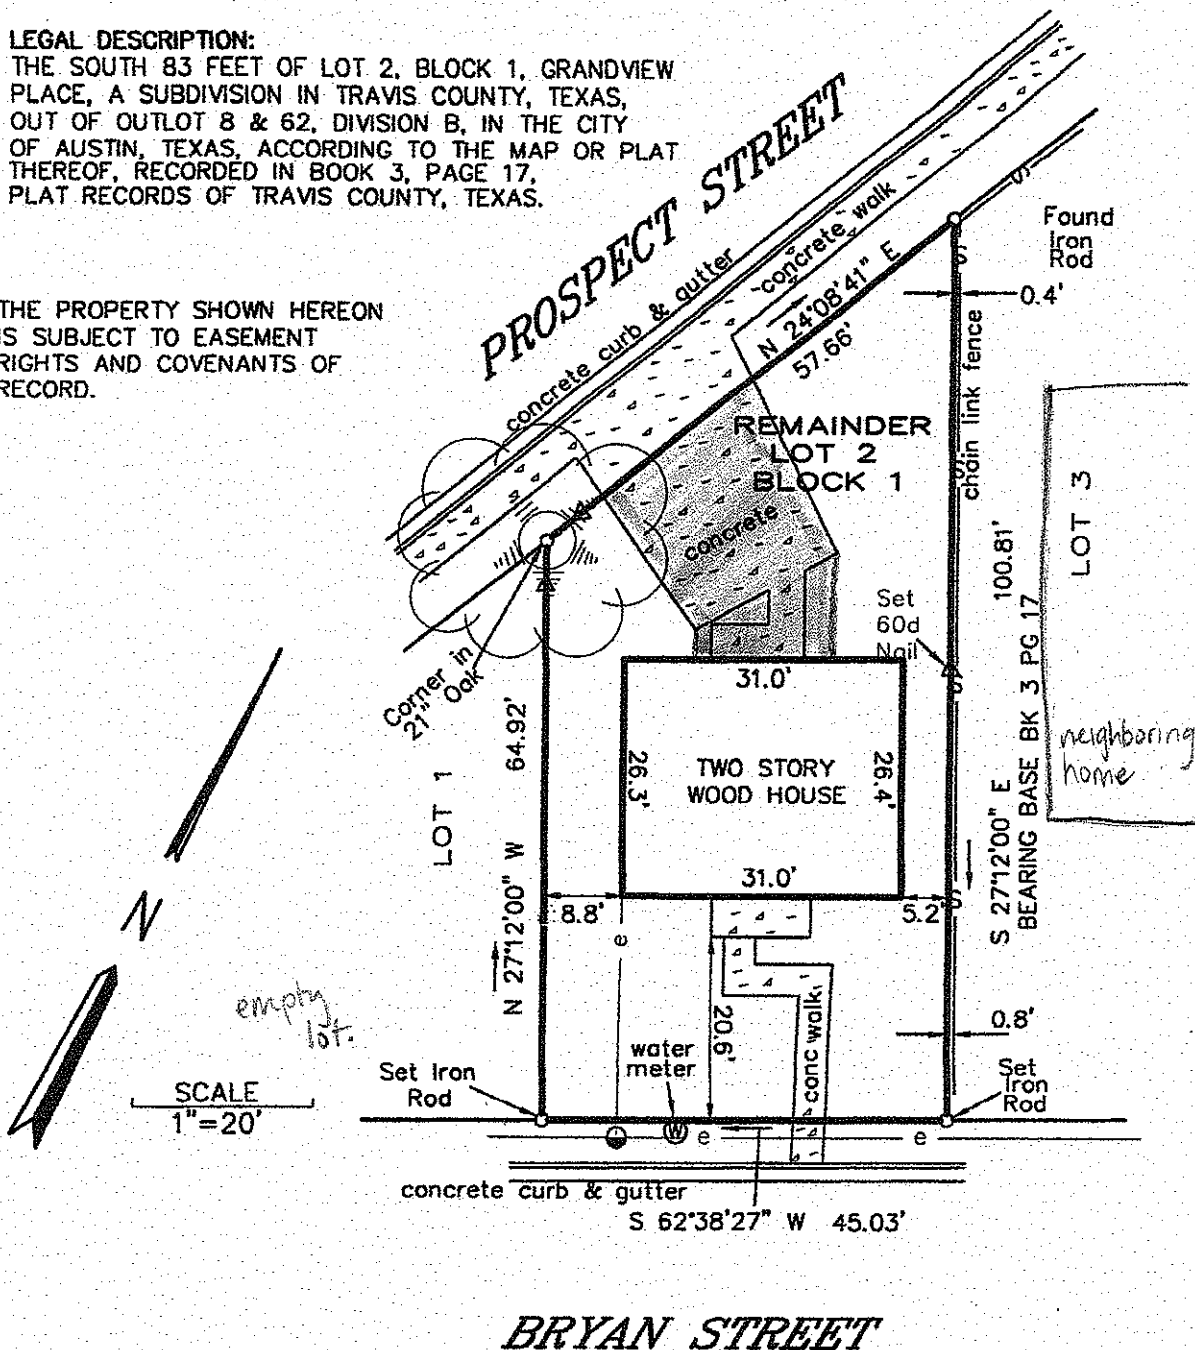 LEGAL DESCRIPTION:
THE SOUTH 83 FEET OF LOT 2, BLOCK 1, GRANDVIEW
PLACE, A SUBDIVISION IN TRAVIS COUNTY, TEXAS,
OUT OF OUTLOT 8 & 62, DIVISION B, IN THE CITY
OF AUSTIN, TEXAS, ACCORDING TO THE MAP OR PLAT
THEREOF, RECORDED IN BOOK 3, PAGE 17,
PLAT RECORDS OF TRAVIS COUNTY, TEXAS.
THE PROPERTY SHOWN HEREON
IS SUBJECT TO EASEMENT
RIGHTS AND COVENANTS OF
RECORD.
PROSPECT STREET
concrete curb & gutter
concrete walk
N 24°08'41" E
57.66'
Found
Iron
Rod
0.4'
chain link fence
REMAINDER
LOT 2
BLOCK 1
concrete
LOT 3
100.81'
S 27°12'00" E
BEARING BASE BK 3 PG 17
Set
60d
Nail
neighboring
home
Corner in
21" Oak
64.92'
N 27°12'00" W
LOT 1
31.0'
26.3'
TWO STORY
WOOD HOUSE
26.4'
31.0'
8.8'
5.2'
e
20.6'
conc walk
0.8'
water
meter
N
empty
lot.
SCALE
1"=20'
Set Iron
Rod
Set
Iron
Rod
W
e
e
concrete curb & gutter
S 62°38'27" W 45.03'
BRYAN STREET
S
S
S
S
S